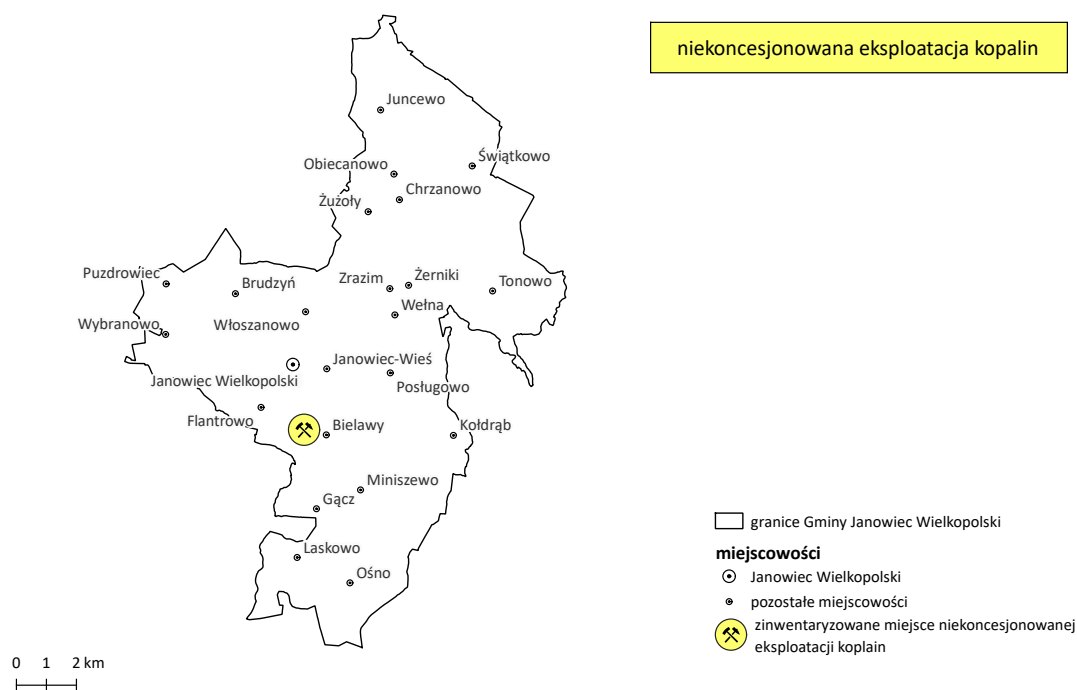 niekoncesjonowana eksploatacja kopalin
Juncewo
Świątkowo
Obiecanowo
Chrzanowo
Żużoły
Puzdrowiec
Brudzyń
Zrazim
Żerniki
Tonowo
Wełna
Włoszanowo
Wybranowo
Janowiec-Wieś
Janowiec Wielkopolski
Posługowo
Flantrowo
Bielawy
Kołdrąb
Miniszewo
Gącz
Laskowo
Ośno
granice Gminy Janowiec Wielkopolski
miejscowości
Janowiec Wielkopolski
pozostałe miejscowości
zinwentaryzowane miejsce niekoncesjonowanej
eksploatacji koplain
0 1 2 km